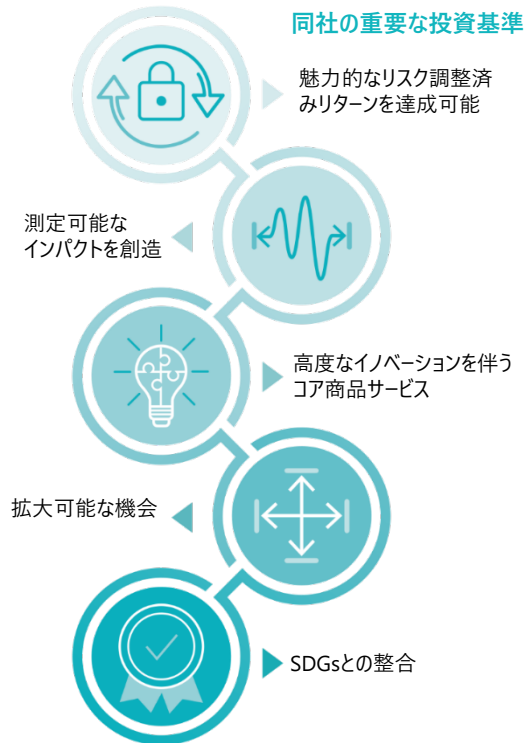 同社の重要な投資基準
魅力的なリスク調整済
みリターンを達成可能
測定可能な
インパクトを創造
高度なイノベーションを伴う
コア商品サービス
拡大可能な機会
SDGsとの整合